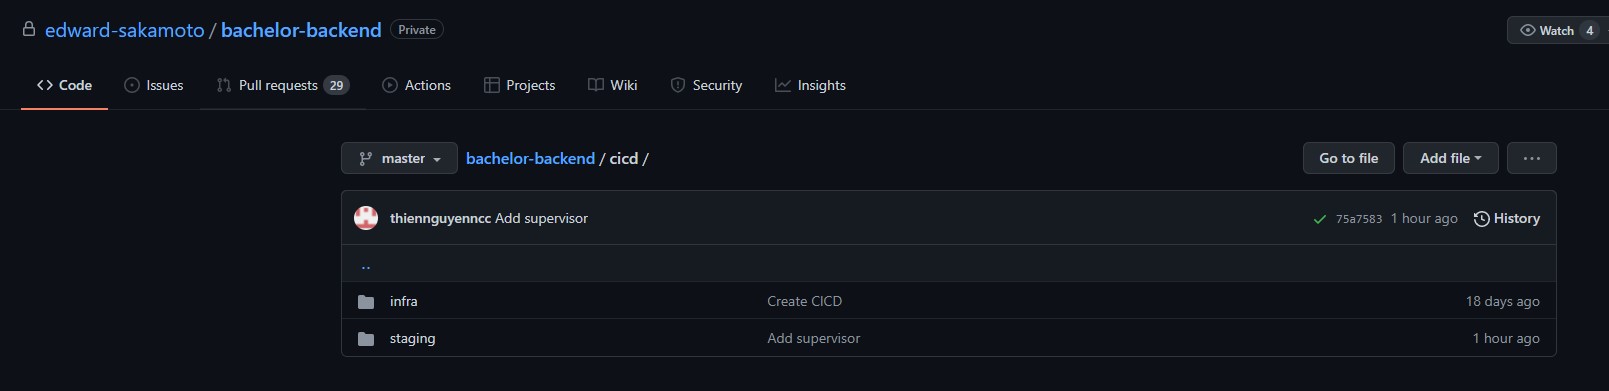 edward-sakamoto / bachelor-backend Private Watch 4
Code Issues Pull requests 29 Actions Projects Wiki Security Insights
master bachelor-backend / cicd / Go to file Add file ...
thiennguyenncc Add supervisor 75a7583 1 hour ago History
..
infra Create CICD 18 days ago
staging Add supervisor 1 hour ago